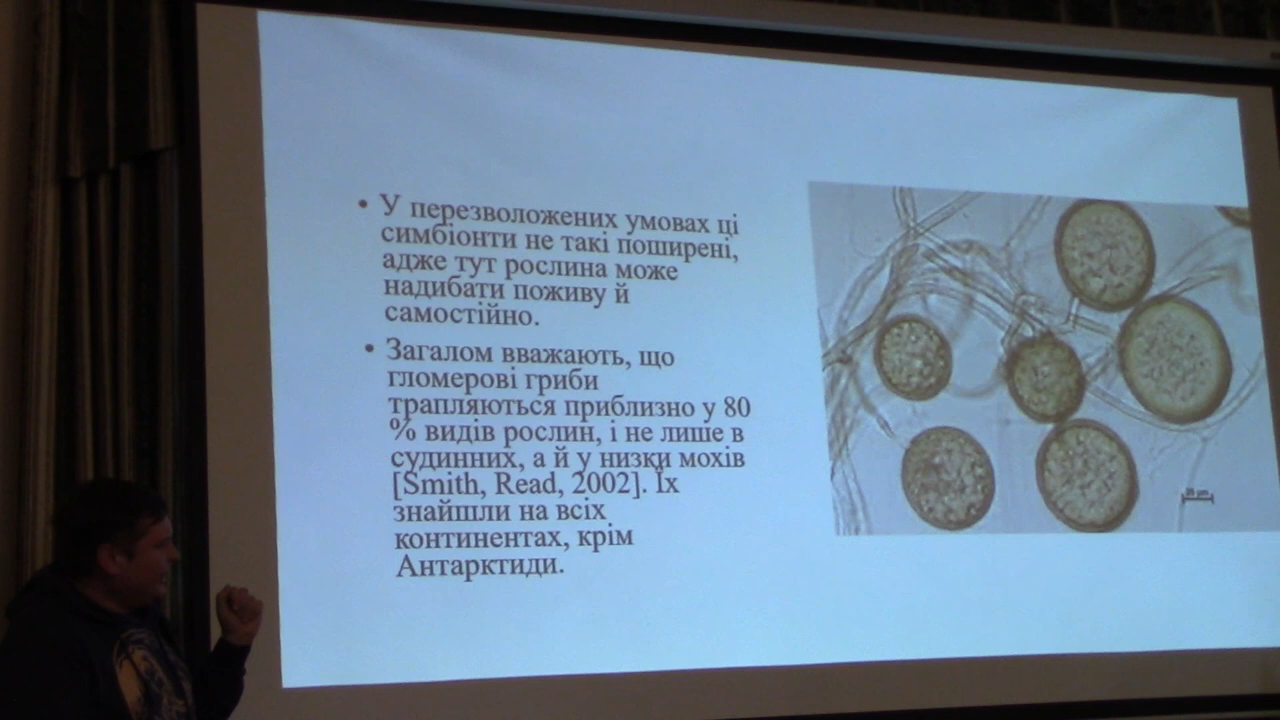 • У перезволожених умовах ці
симбіонти не такі поширені,
адже тут рослина може
надибати поживу й
самостійно.
• Загалом вважають, що
гломерові гриби
трапляються приблизно у 80
% видів рослин, і не лише в
судинних, а й у низки мохів
[Smith, Read, 2002]. Їх
знайшли на всіх
континентах, крім
Антарктиди.